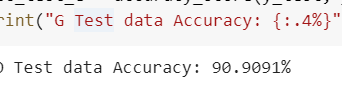 rint("G Test data Accuracy: {:.4%}"
Test data Accuracy: 90.9091%